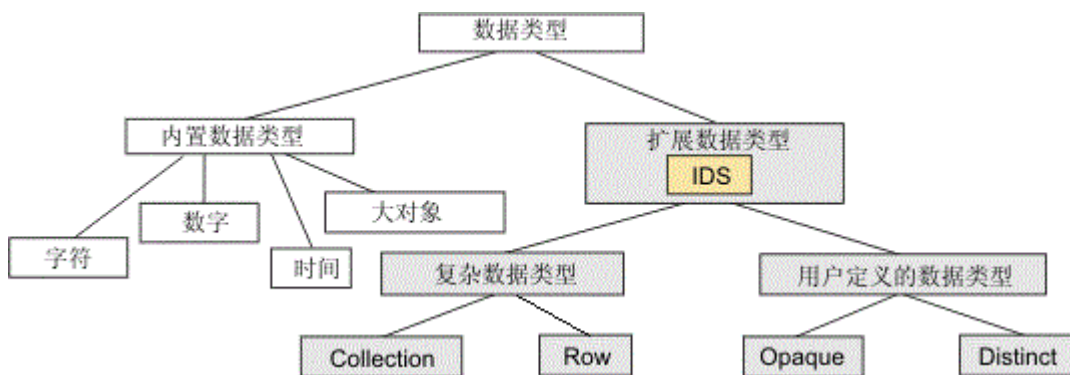 数据类型
内置数据类型
扩展数据类型
IDS
大对象
数字
字符
时间
复杂数据类型
用户定义的数据类型
Collection
Row
Opaque
Distinct